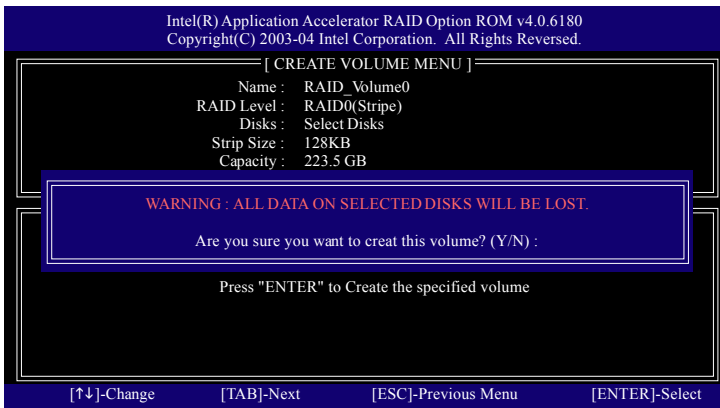 Intel(R) Application Accelerator RAID Option ROM v4.0.6180
Copyright(C) 2003-04 Intel Corporation.  All Rights Reversed.
[ CREATE VOLUME MENU ]
Name : RAID_Volume0
RAID Level : RAID0(Stripe)
Disks : Select Disks
Strip Size : 128KB
Capacity : 223.5 GB
WARNING : ALL DATA ON SELECTED DISKS WILL BE LOST.
Are you sure you want to creat this volume? (Y/N) :
Press "ENTER" to Create the specified volume
[↑↓]-Change [TAB]-Next [ESC]-Previous Menu [ENTER]-Select